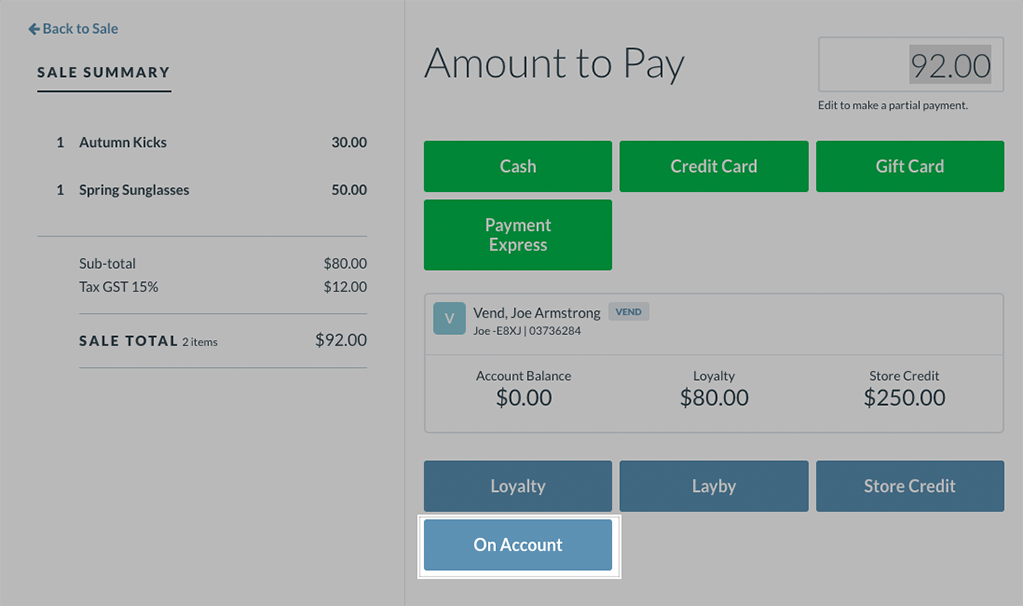 Back to Sale
SALE SUMMARY
1 Autumn Kicks 30.00
1 Spring Sunglasses 50.00
Sub-total $80.00
Tax GST 15% $12.00
SALE TOTAL 2 items $92.00
Amount to Pay 92.00
Edit to make a partial payment.
Cash Credit Card Gift Card
Payment
Express
V Vend, Joe Armstrong VEND
Joe -E8XJ | 03736284
Account Balance Loyalty Store Credit
$0.00 $80.00 $250.00
Loyalty Layby Store Credit
On Account